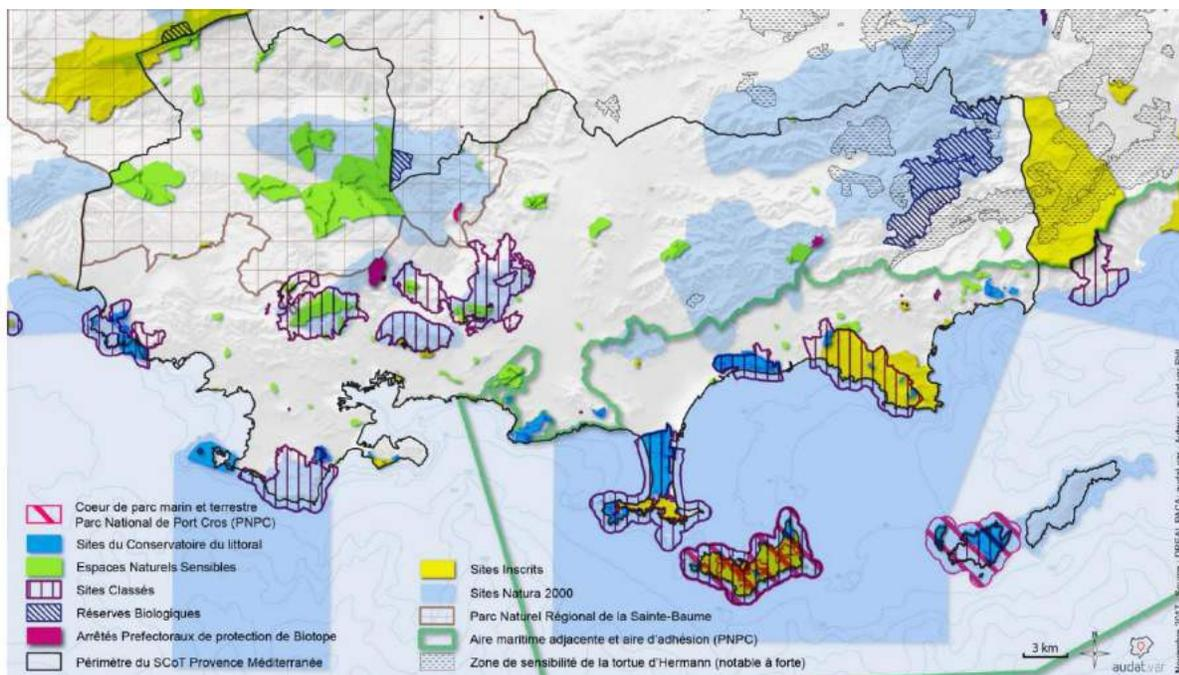 Coeur de parc marin et terrestre
Parc National de Port Cros (PNPC)
Sites du Conservatoire du littoral
Espaces Naturels Sensibles
Sites Classés
Réserves Biologiques
Arrêtés Prefectoraux de protection de Biotope
Périmètre du SCoT Provence Méditerranée
Sites Inscrits
Sites Natura 2000
Parc Naturel Régional de la Sainte-Baume
Aire maritime adjacente et aire d'adhésion (PNPC)
Zone de sensibilité de la tortue d'Hermann (notable à forte)
3 km
N
audat.var
Novembre 2017